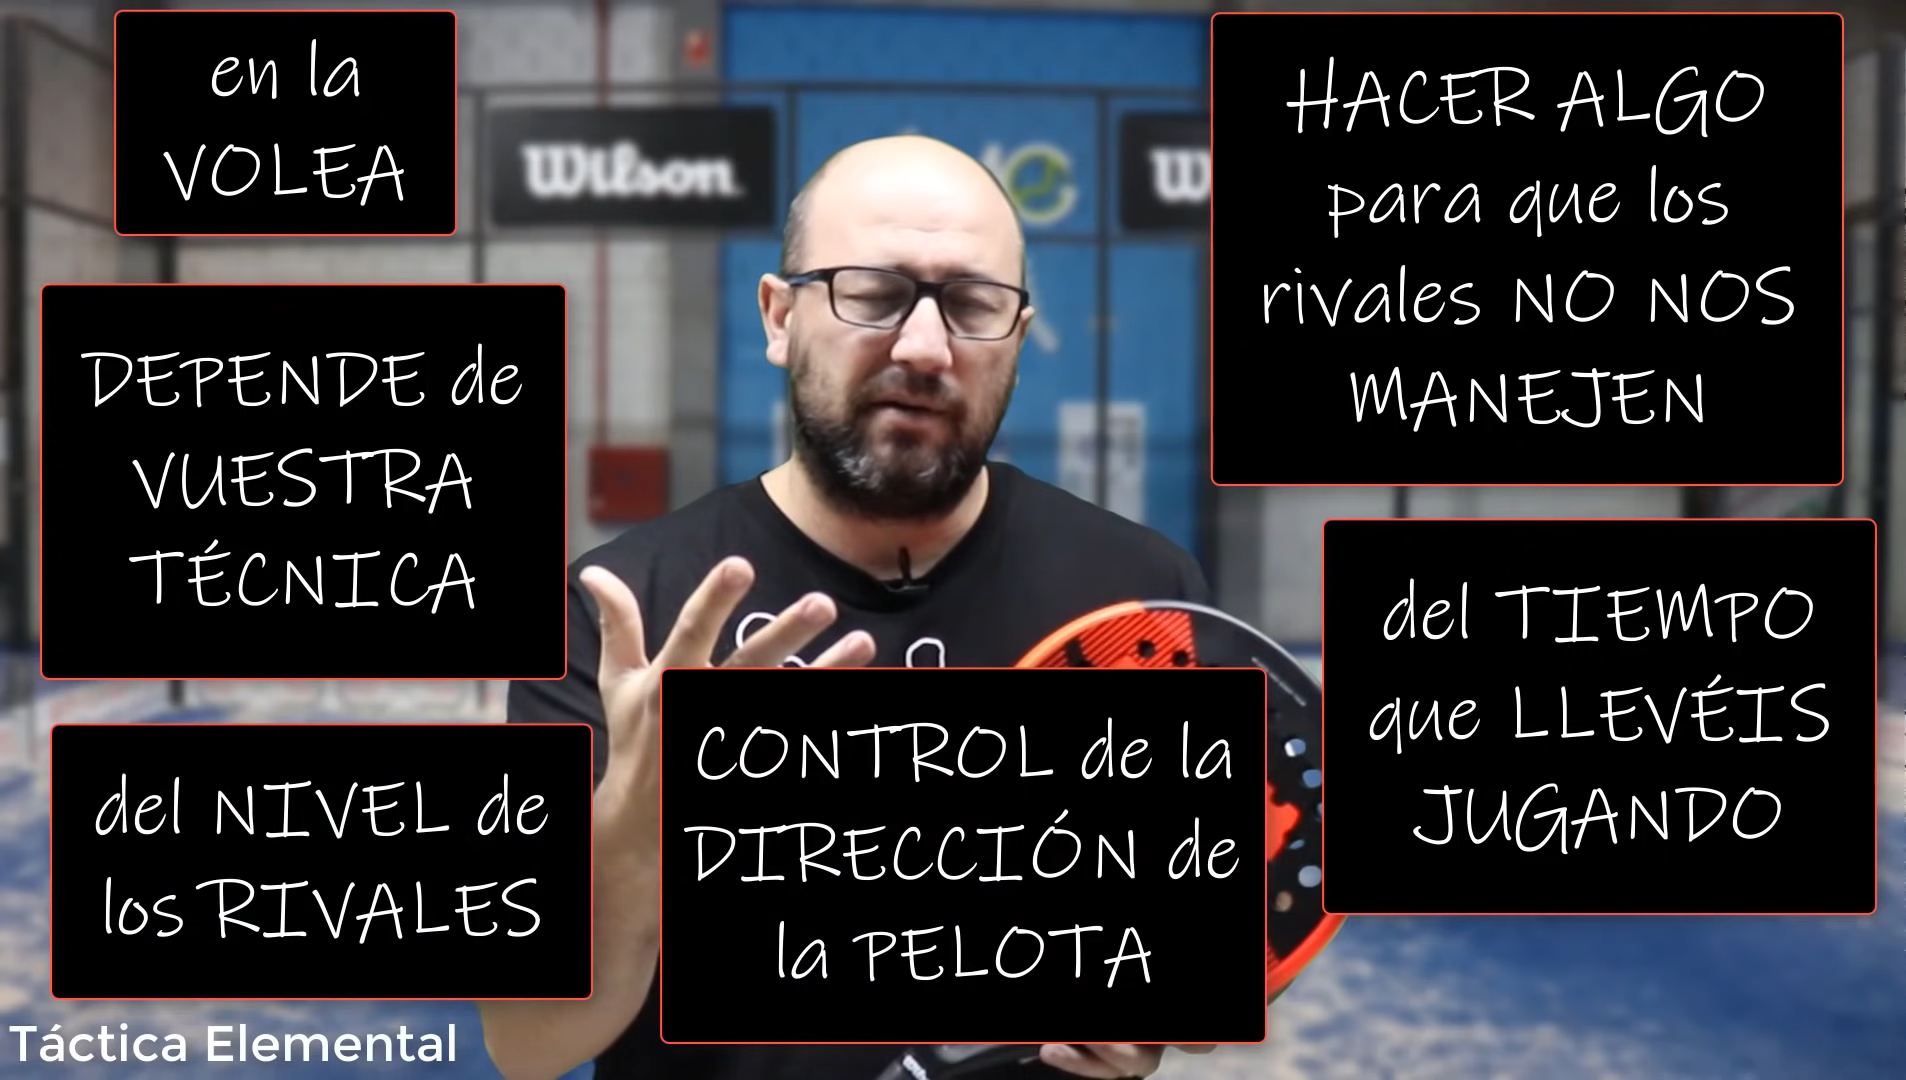 en la
VOLEA
Wilson.
W
HACER ALGO
para que los
rivales NO NOS
MANEJEN
DEPENDE de
VUESTRA
TÉCNICA
del TIEMPO
que LLEVÉIS
JUGANDO
del NIVEL de
los RIVALES
CONTROL de la
DIRECCIÓN de
la PELOTA
Táctica Elemental